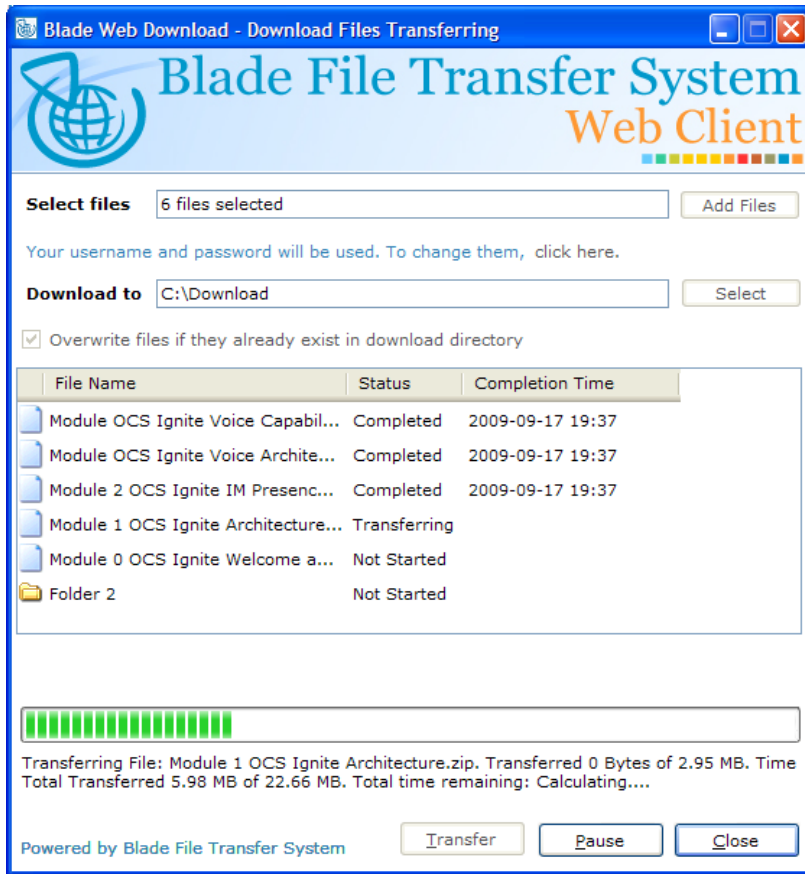 Blade Web Download - Download Files Transferring
Blade File Transfer System
Web Client
Select files 6 files selected Add Files
Your username and password will be used. To change them, click here.
Download to C:\Download Select
Overwrite files if they already exist in download directory
File Name Status Completion Time
Module OCS Ignite Voice Capabil... Completed 2009-09-17 19:37
Module OCS Ignite Voice Archite... Completed 2009-09-17 19:37
Module 2 OCS Ignite IM Presenc... Completed 2009-09-17 19:37
Module 1 OCS Ignite Architecture... Transferring
Module 0 OCS Ignite Welcome a... Not Started
Folder 2 Not Started
Transferring File: Module 1 OCS Ignite Architecture.zip. Transferred 0 Bytes of 2.95 MB. Time
Total Transferred 5.98 MB of 22.66 MB. Total time remaining: Calculating....
Powered by Blade File Transfer System Transfer Pause Close